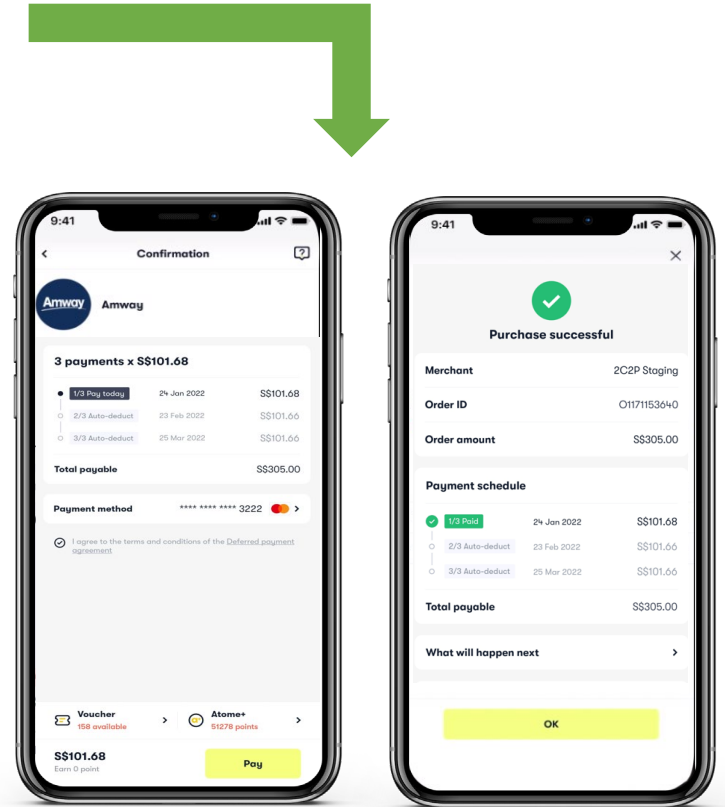 9:41
Confirmation
Amway
Amway
3 payments x S$101.68
1/3 Pay today 24 Jan 2022 S$101.68
2/3 Auto-deduct 23 Feb 2022 S$101.66
3/3 Auto-deduct 25 Mar 2022 S$101.66
Total payable S$305.00
Payment method **** **** **** 3222
I agree to the terms and conditions of the Deferred payment
agreement
Voucher
158 available
Atome+
51278 points
S$101.68
Earn 0 point
Pay
9:41
Purchase successful
Merchant 2C2P Staging
Order ID O1171153640
Order amount S$305.00
Payment schedule
1/3 Paid 24 Jan 2022 S$101.68
2/3 Auto-deduct 23 Feb 2022 S$101.66
3/3 Auto-deduct 25 Mar 2022 S$101.66
Total payable S$305.00
What will happen next
OK